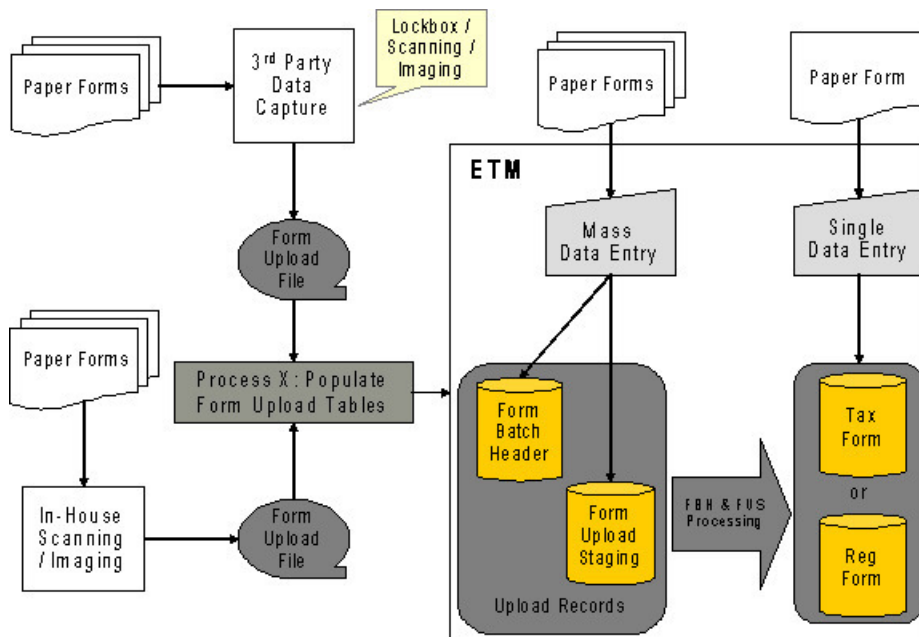 Paper Forms
3rd Party
Data
Capture
Lockbox /
Scanning /
Imaging
Paper Forms
Paper Form
ETM
Mass
Data Entry
Single
Data Entry
Form
Upload
File
Paper Forms
Process X: Populate
Form Upload Tables
Form
Batch
Header
Tax
Form
or
In-House
Scanning
/ Imaging
Form
Upload
File
Form
Upload
Staging
FBH & FUS
Processing
Reg
Form
Upload Records